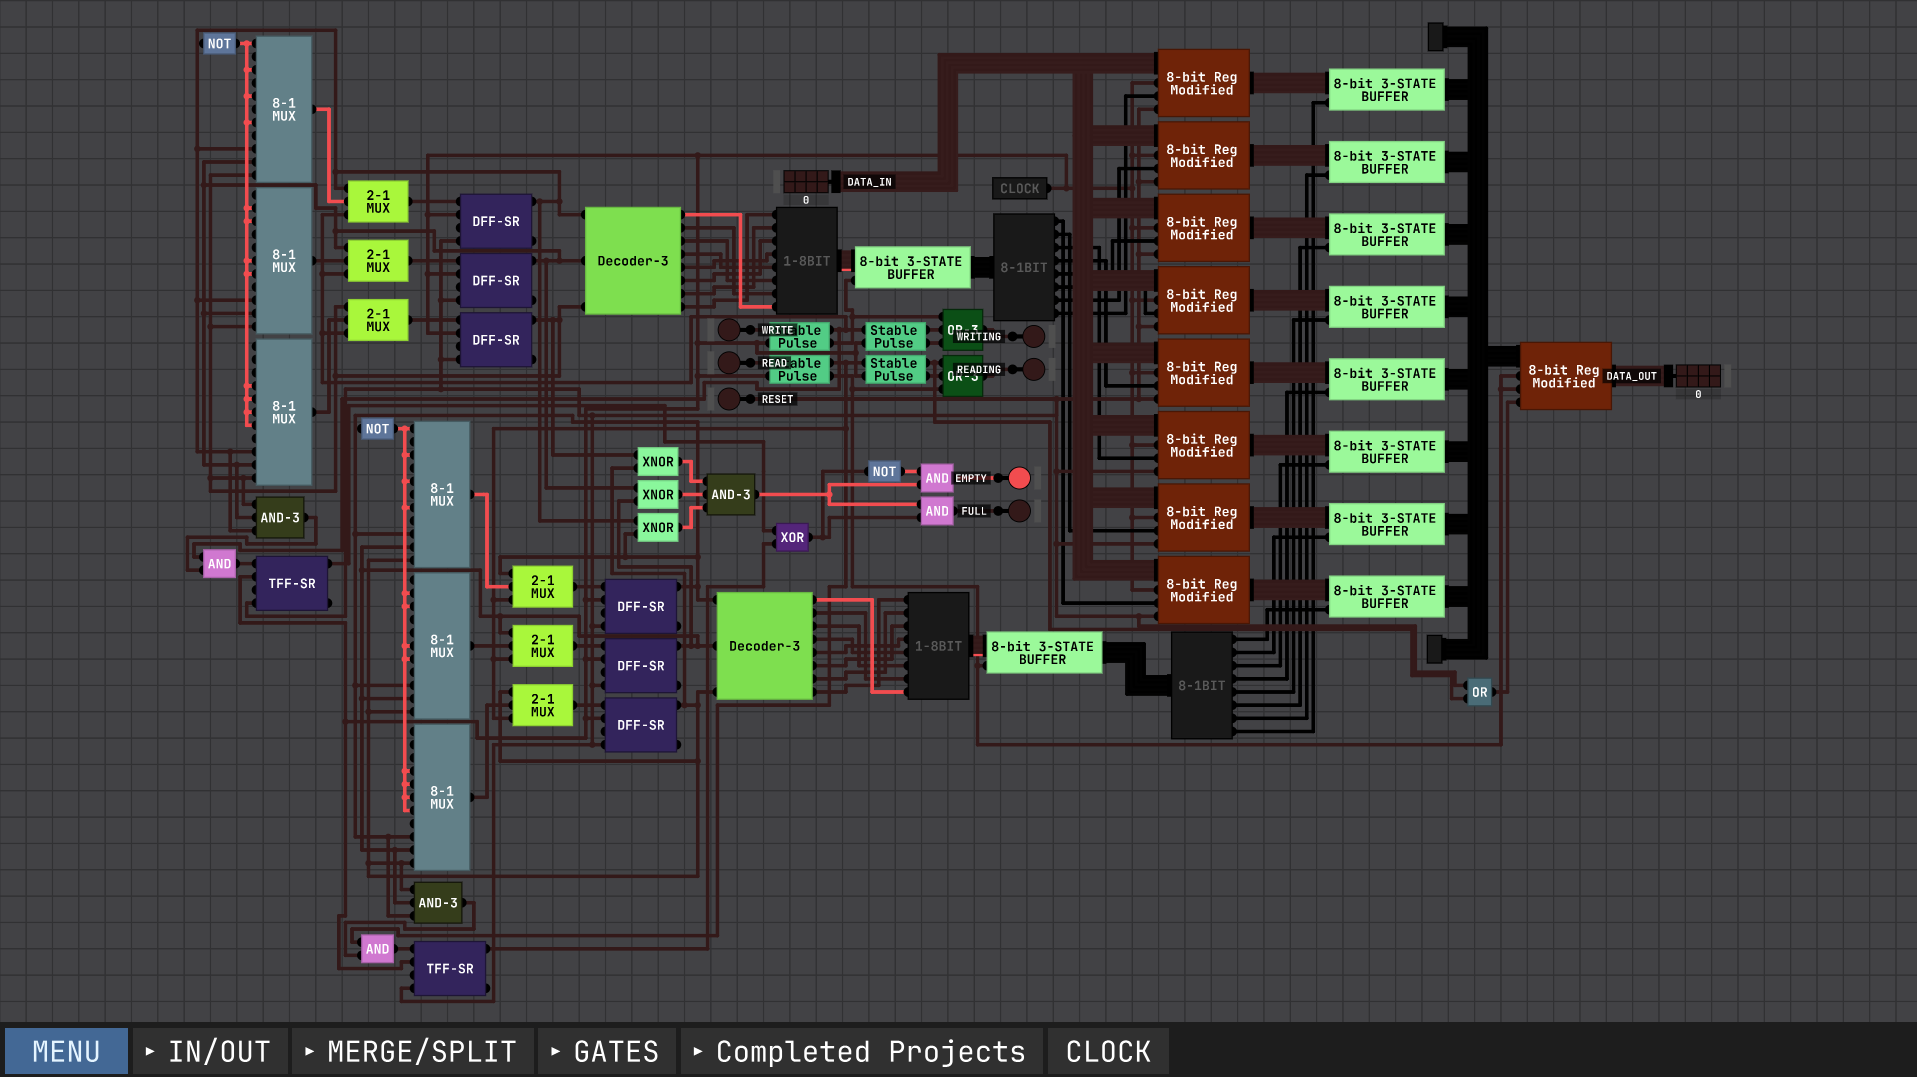 NOT
8-1
MUX
8-1
MUX
8-1
MUX
2-1
MUX
2-1
MUX
2-1
MUX
DFF-SR
DFF-SR
DFF-SR
Decoder-3
AND-3
AND
TFF-SR
0
DATA_IN
1-8BIT
8-bit 3-STATE
BUFFER
CLOCK
8-1BIT
WRITE
Pulse
Stable
Pulse
WRITING
READ
Pulse
Stable
Pulse
READING
RESET
8-bit Reg
Modified
8-bit Reg
Modified
8-bit Reg
Modified
8-bit Reg
Modified
8-bit Reg
Modified
8-bit Reg
Modified
8-bit Reg
Modified
8-bit Reg
Modified
8-bit 3-STATE
BUFFER
8-bit 3-STATE
BUFFER
8-bit 3-STATE
BUFFER
8-bit 3-STATE
BUFFER
8-bit 3-STATE
BUFFER
8-bit 3-STATE
BUFFER
8-bit 3-STATE
BUFFER
8-bit 3-STATE
BUFFER
8-bit Reg
Modified
DATA_OUT
0
NOT
8-1
MUX
8-1
MUX
8-1
MUX
XNOR
XNOR
XNOR
AND-3
NOT
AND
EMPTY
AND
FULL
XOR
2-1
MUX
2-1
MUX
2-1
MUX
DFF-SR
DFF-SR
DFF-SR
Decoder-3
1-8BIT
8-bit 3-STATE
BUFFER
8-1BIT
OR
AND-3
AND
TFF-SR
MENU
▸ IN/OUT
▸ MERGE/SPLIT
▸ GATES
▸ Completed Projects
CLOCK